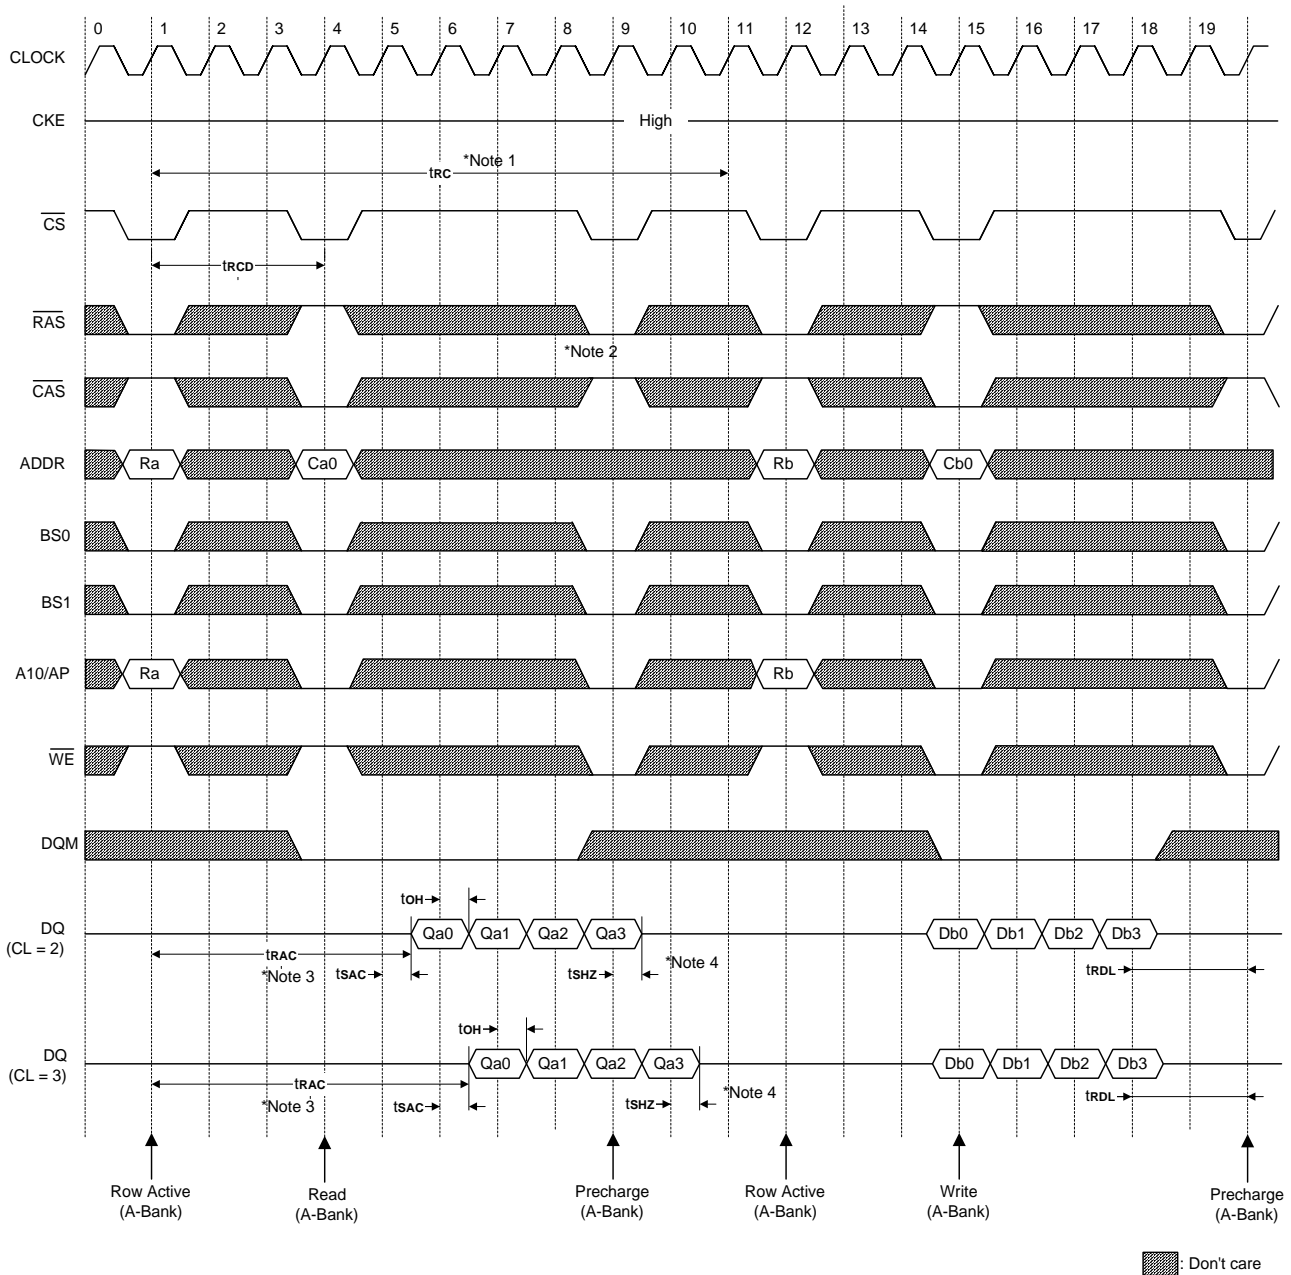 0 1 2 3 4 5 6 7 8 9 10 11 12 13 14 15 16 17 18 19
CLOCK
CKE High
*Note 1
tRC
CS
tRCD
RAS
*Note 2
CAS
ADDR Ra Ca0 Rb Cb0
BS0
BS1
A10/AP Ra Rb
WE
DQM
tOH
DQ
(CL = 2)
Qa0 Qa1 Qa2 Qa3 Db0 Db1 Db2 Db3
tRAC
*Note 3 tSAC tSHZ *Note 4 tRDL
tOH
DQ
(CL = 3)
Qa0 Qa1 Qa2 Qa3 Db0 Db1 Db2 Db3
tRAC
*Note 3 tSAC tSHZ *Note 4 tRDL
Row Active
(A-Bank)
Read
(A-Bank)
Precharge
(A-Bank)
Row Active
(A-Bank)
Write
(A-Bank)
Precharge
(A-Bank)
: Don't care